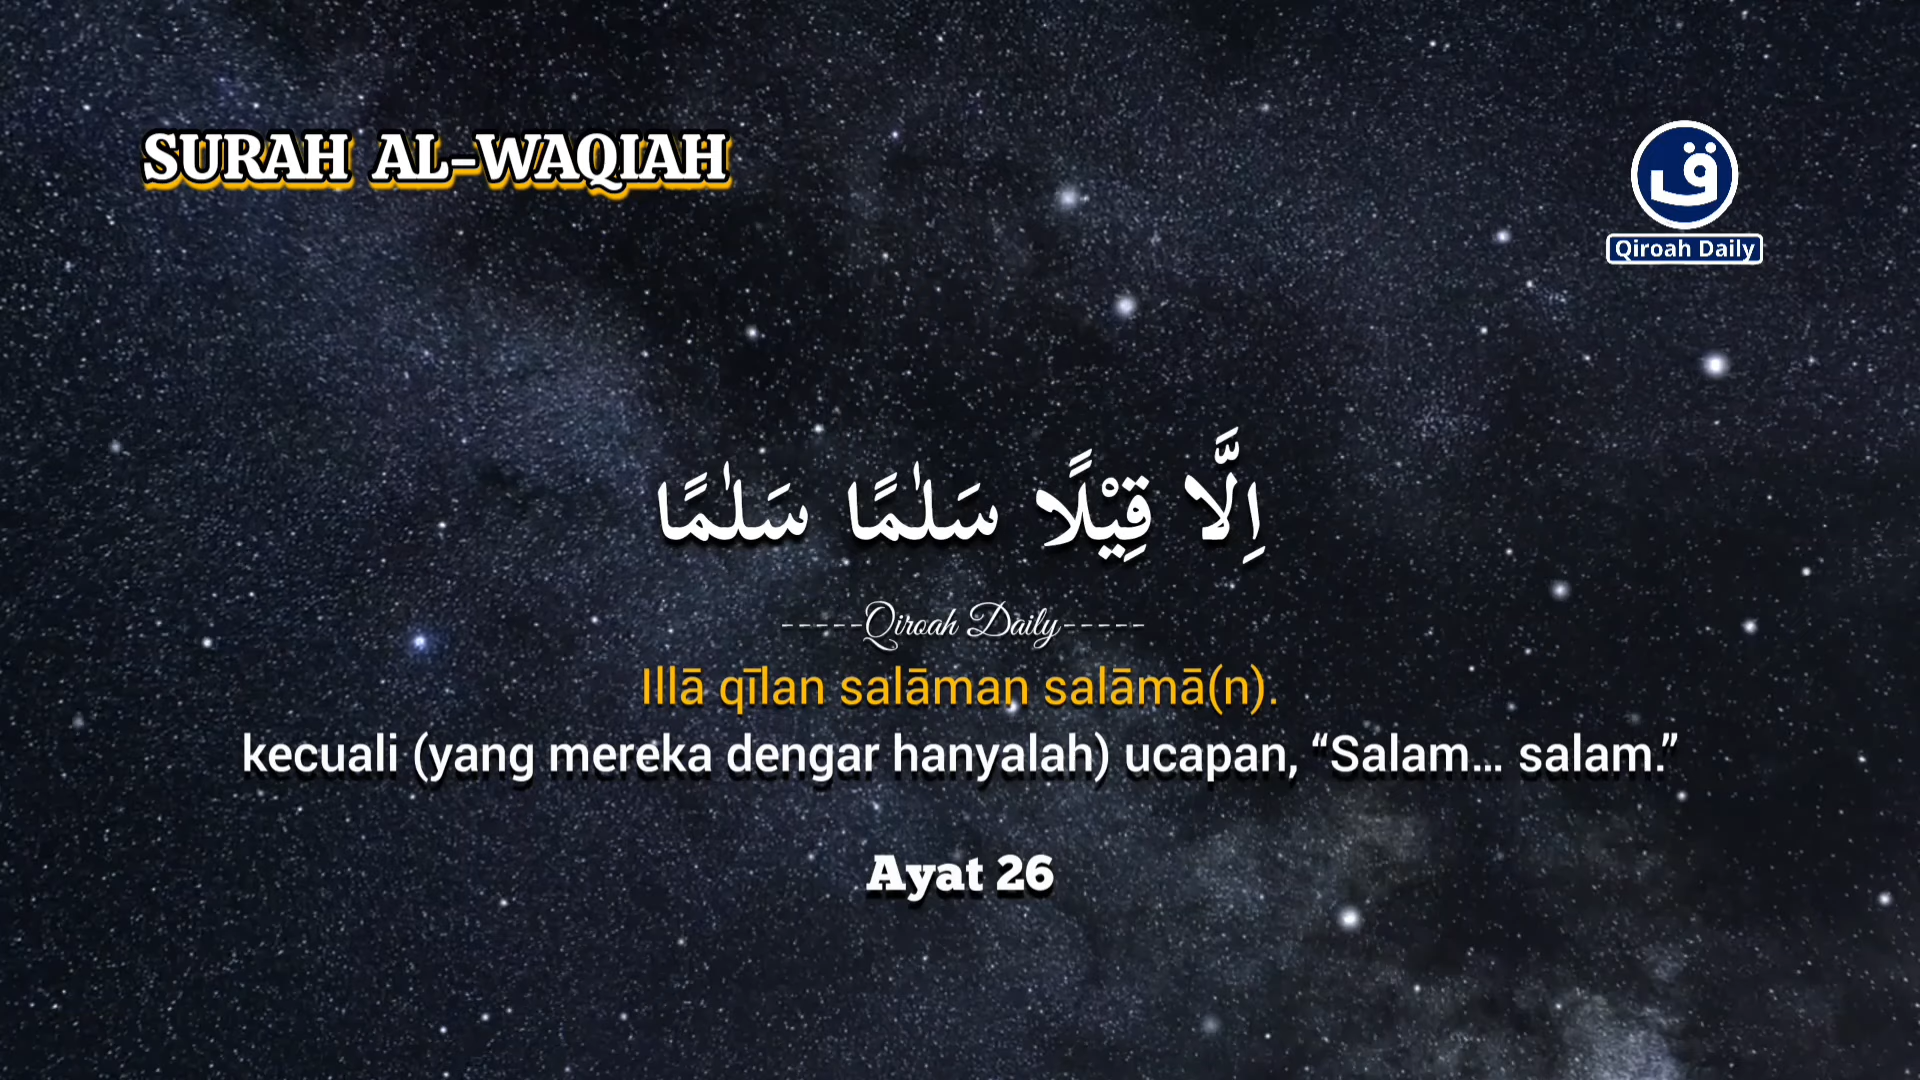 SURAH AL-WAQIAH
ق
Qiroah Daily
اِلَّا قِيْلًا سَلٰمًا سَلٰمًا
-----Qiroah Daily-----
Illā qīlan salāman salāmā(n).
kecuali (yang mereka dengar hanyalah) ucapan, “Salam... salam.”
Ayat 26